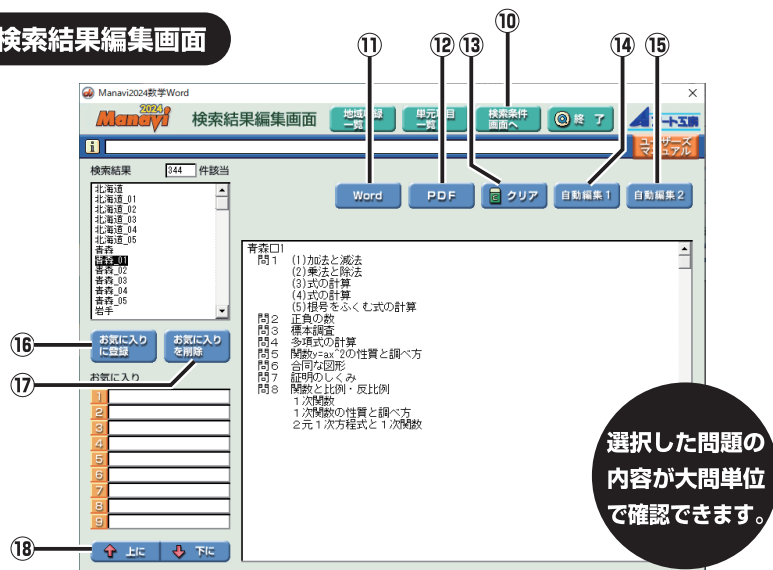 検索結果編集画面
⑪
⑫
⑬
⑩
⑭
⑮
Manavi2024数学Word
2024
Manavi
検索結果編集画面
一覧
一覧
検索条件
画面へ
終 了
ユーザーズ
マニュアル
検索結果
344
件該当
北海道
北海道_01
北海道_02
北海道_03
北海道_04
北海道_05
青森
青森_01
青森_02
青森_03
青森_04
青森_05
岩手
Word
PDF
クリア
自動編集1
自動編集2
青森□1
問1 (1)加法と減法
(2)乗法と除法
(3)式の計算
(4)式の計算
(5)根号をふくむ式の計算
問2 正負の数
問3 標本調査
問4 多項式の計算
問5 関数y=ax^2の性質と調べ方
問6 合同な図形
問7 証明のしくみ
問8 関数と比例・反比例
1次関数
1次関数の性質と調べ方
2元1次方程式と1次関数
⑯
お気に入り
に登録
お気に入り
を削除
⑰
お気に入り
1
2
3
4
5
6
7
8
9
⑱
上に
下に
選択した問題の
内容が大問単位
で確認できます。